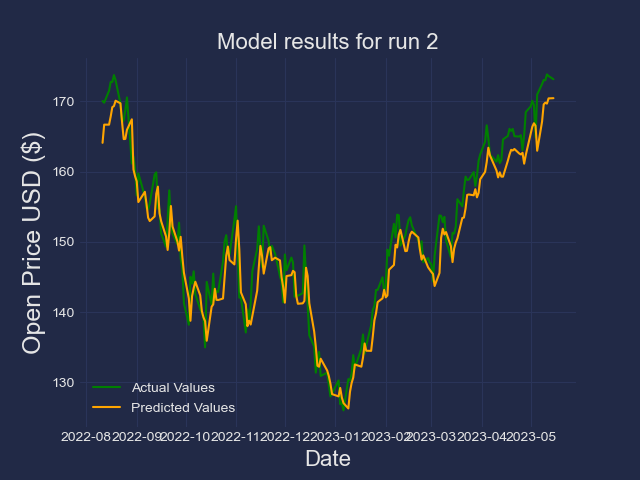 Model results for run 2
Open Price USD ($)
170
160
150
140
130
Actual Values
Predicted Values
2022-08 2022-09 2022-10 2022-11 2022-12 2023-01 2023-02 2023-03 2023-04 2023-05
Date